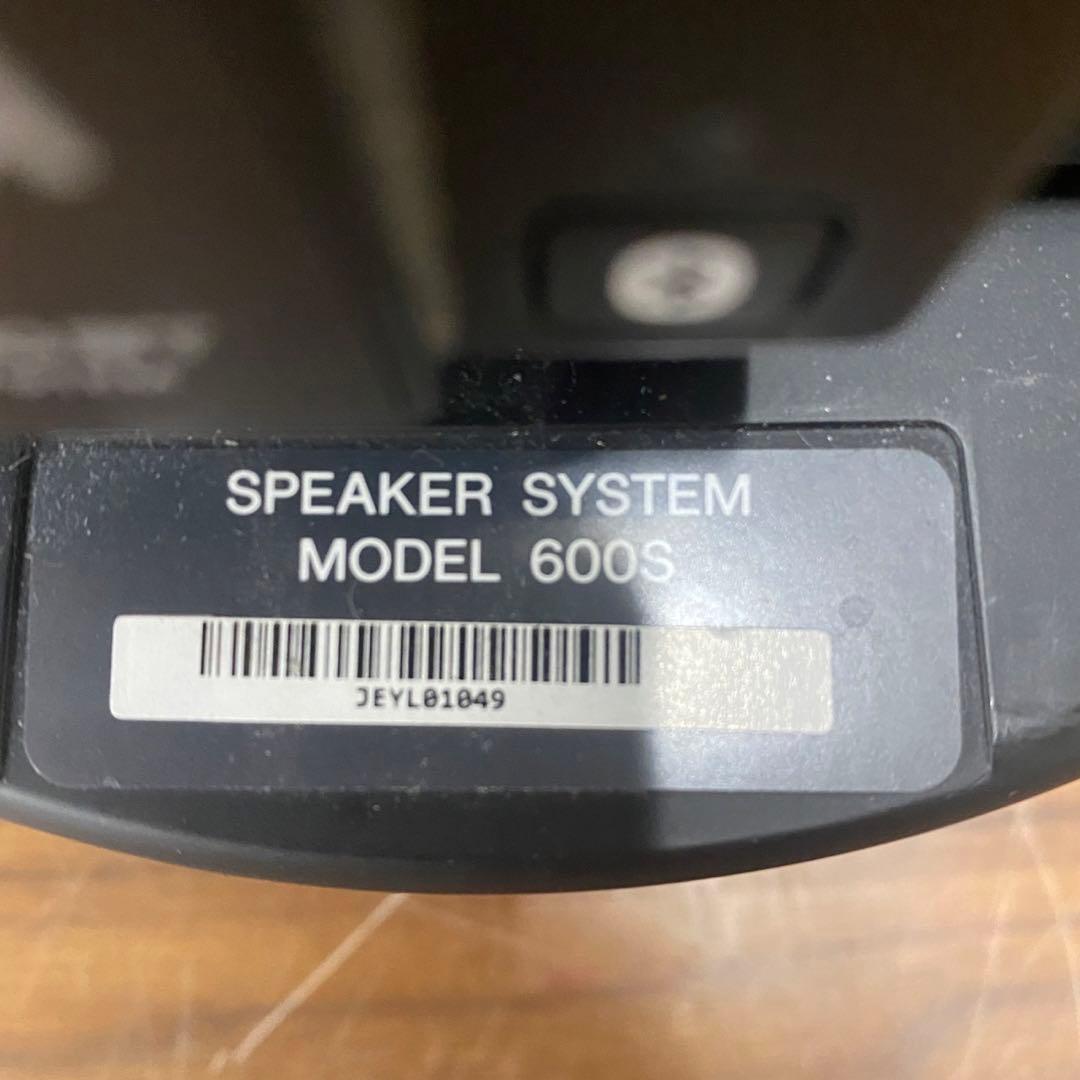 SPEAKER SYSTEM
MODEL 600S
JEYL01049